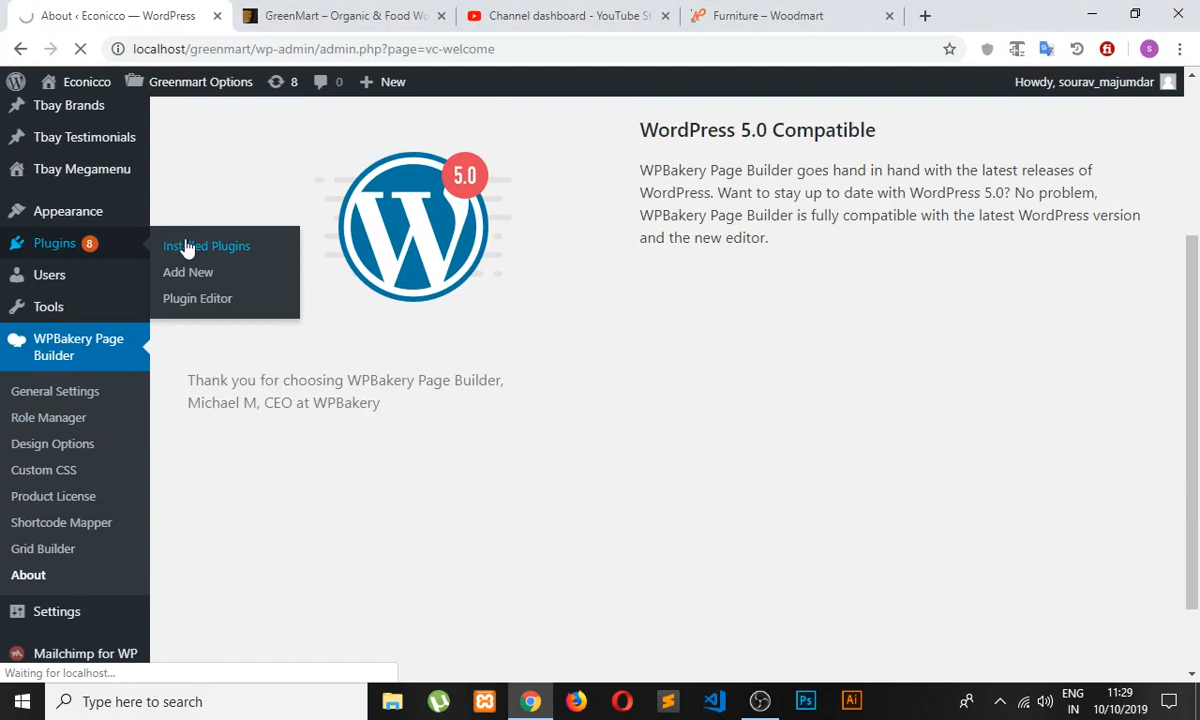 About ‹ Econicco — WordPress
GreenMart – Organic & Food Wo
Channel dashboard - YouTube St
Furniture – Woodmart
localhost/greenmart/wp-admin/admin.php?page=vc-welcome
S
Econicco
Greenmart Options
8
0
New
Howdy, sourav_majumdar
Tbay Brands
Tbay Testimonials
Tbay Megamenu
Appearance
Plugins 8
Users
Tools
WPBakery Page
Builder
General Settings
Role Manager
Design Options
Custom CSS
Product License
Shortcode Mapper
Grid Builder
About
Settings
Mailchimp for WP
Installed Plugins
Add New
Plugin Editor
5.0
WordPress 5.0 Compatible
WPBakery Page Builder goes hand in hand with the latest releases of
WordPress. Want to stay up to date with WordPress 5.0? No problem,
WPBakery Page Builder is fully compatible with the latest WordPress version
and the new editor.
Thank you for choosing WPBakery Page Builder,
Michael M, CEO at WPBakery
Waiting for localhost...
Type here to search
Ps
Ai
ENG
IN
11:29
10/10/2019